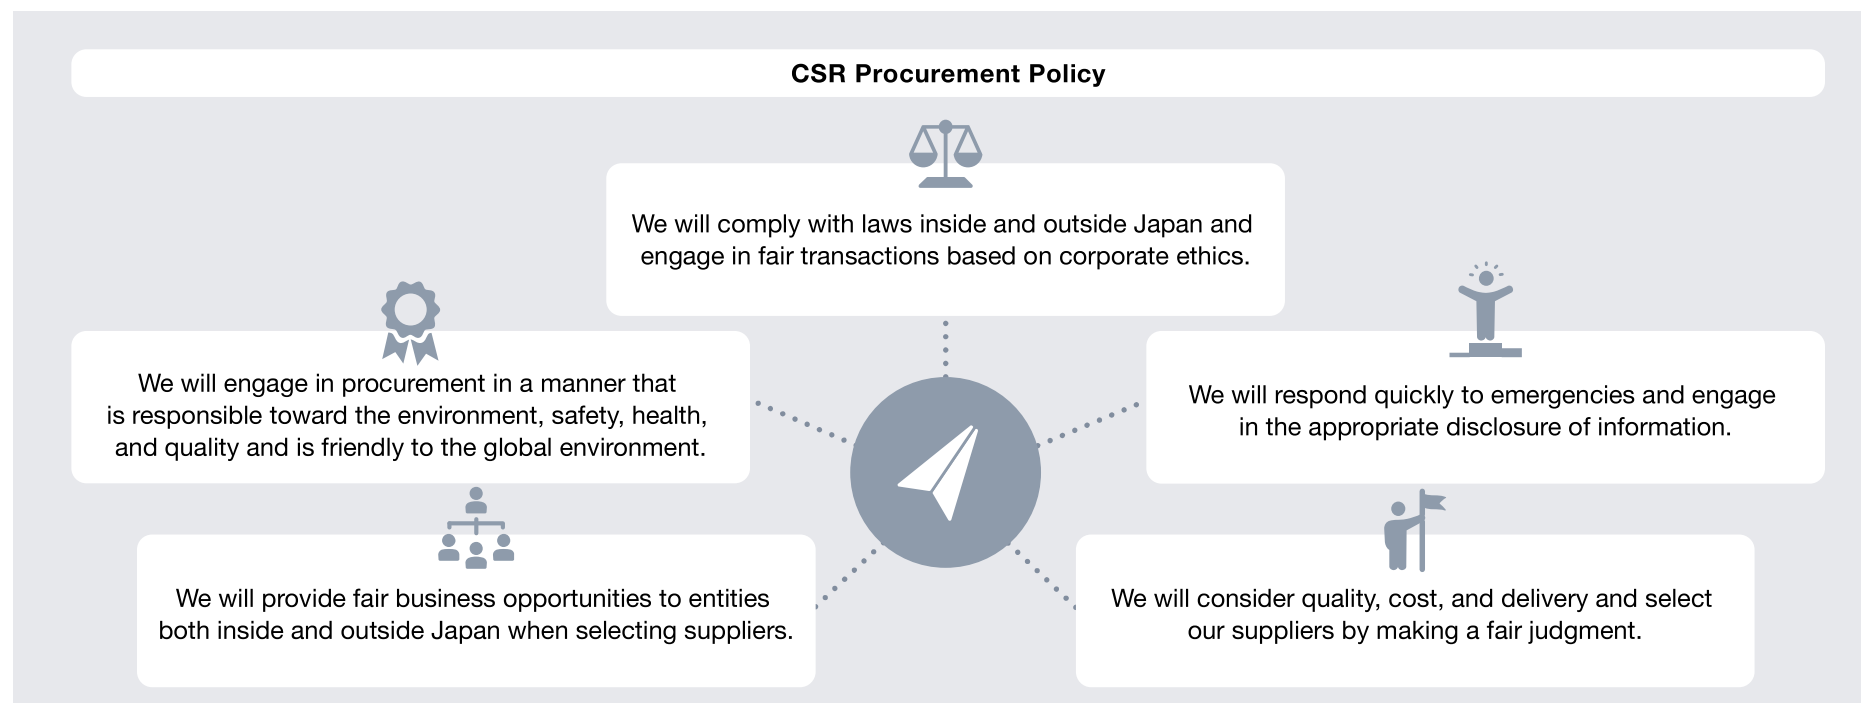 CSR Procurement Policy
We will comply with laws inside and outside Japan and
engage in fair transactions based on corporate ethics.
We will engage in procurement in a manner that
is responsible toward the environment, safety, health,
and quality and is friendly to the global environment.
We will respond quickly to emergencies and engage
in the appropriate disclosure of information.
We will provide fair business opportunities to entities
both inside and outside Japan when selecting suppliers.
We will consider quality, cost, and delivery and select
our suppliers by making a fair judgment.